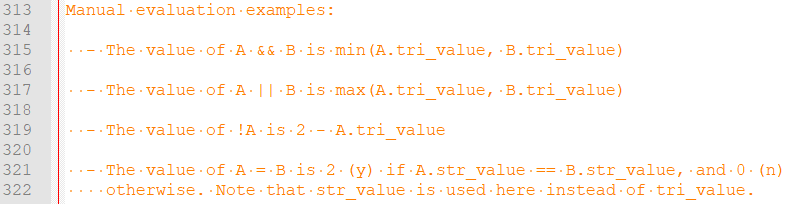 313 Manual evaluation examples:
314
315   - The value of A && B is min(A.tri_value, B.tri_value)
316
317   - The value of A || B is max(A.tri_value, B.tri_value)
318
319   - The value of !A is 2 - A.tri_value
320
321   - The value of A = B is 2 (y) if A.str_value == B.str_value, and 0 (n)
322     otherwise. Note that str_value is used here instead of tri_value.